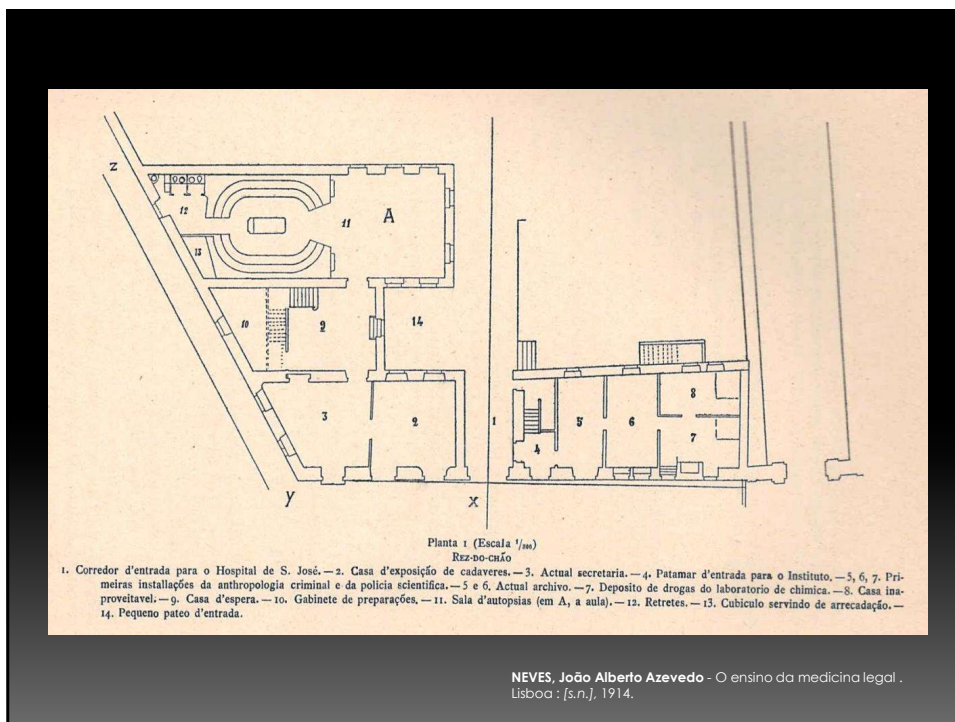 z
12
13
11
A
10
9
14
3
2
1
4
5
6
8
7
y
x
Planta 1 (Escala 1/200)
REZ-DO-CHÃO
1. Corredor d'entrada para o Hospital de S. José. — 2. Casa d'exposição de cadaveres. — 3. Actual secretaria. — 4. Patamar d'entrada para o Instituto. — 5, 6, 7. Pri-
meiras installações da anthropologia criminal e da policia scientifica. — 5 e 6. Actual archivo. — 7. Deposito de drogas do laboratorio de chimica. — 8. Casa ina-
proveitavel. — 9. Casa d'espera. — 10. Gabinete de preparações. — 11. Sala d'autopsias (em A, a aula). — 12. Retretes. — 13. Cubiculo servindo de arrecadação. —
14. Pequeno pateo d'entrada.
NEVES, João Alberto Azevedo - O ensino da medicina legal .
Lisboa : [s.n.], 1914.